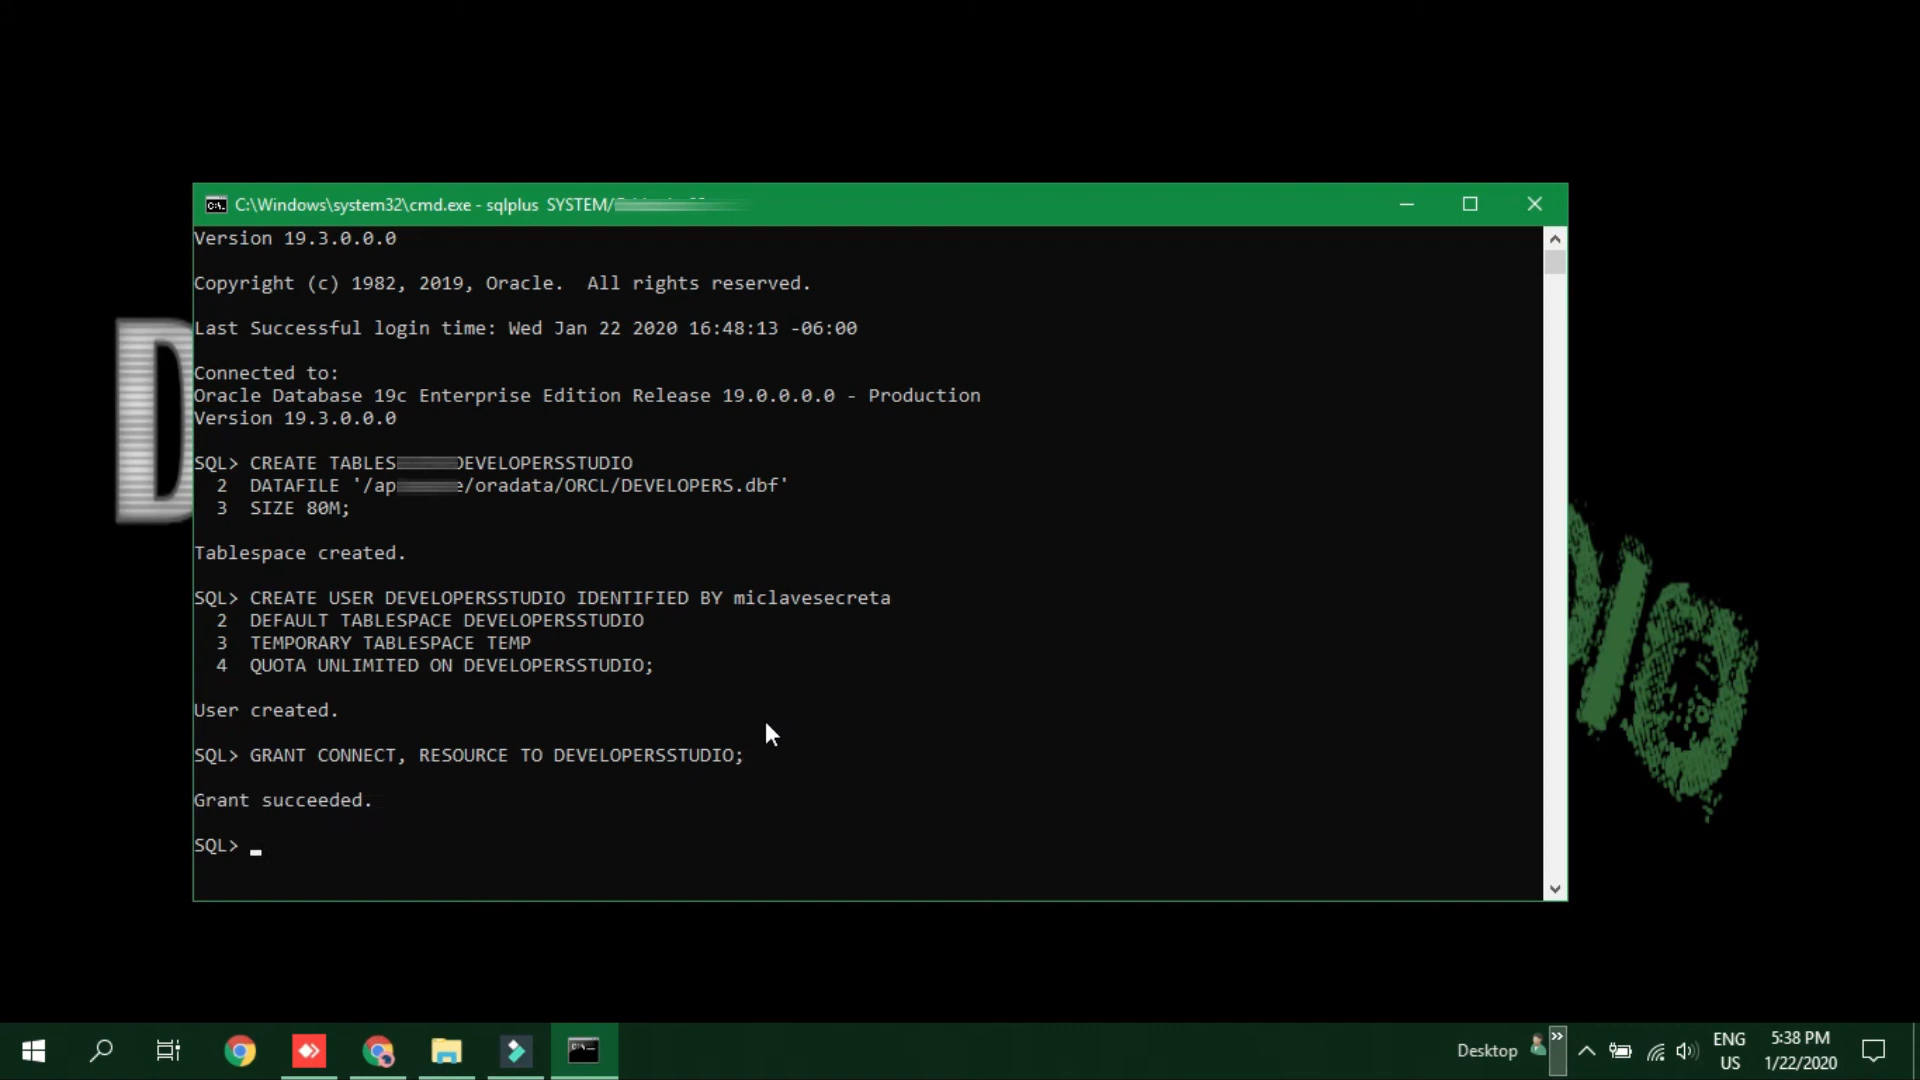 C:\Windows\system32\cmd.exe - sqlplus SYSTEM/
Version 19.3.0.0.0
Copyright (c) 1982, 2019, Oracle. All rights reserved.
Last Successful login time: Wed Jan 22 2020 16:48:13 -06:00
Connected to:
Oracle Database 19c Enterprise Edition Release 19.0.0.0.0 - Production
Version 19.3.0.0.0
SQL> CREATE TABLES DEVELOPERSSTUDIO
2 DATAFILE '/ap e/oradata/ORCL/DEVELOPERS.dbf'
3 SIZE 80M;
Tablespace created.
SQL> CREATE USER DEVELOPERSSTUDIO IDENTIFIED BY miclavesecreta
2 DEFAULT TABLESPACE DEVELOPERSSTUDIO
3 TEMPORARY TABLESPACE TEMP
4 QUOTA UNLIMITED ON DEVELOPERSSTUDIO;
User created.
SQL> GRANT CONNECT, RESOURCE TO DEVELOPERSSTUDIO;
Grant succeeded.
SQL>
D
IO
Desktop
ENG
US
5:38 PM
1/22/2020